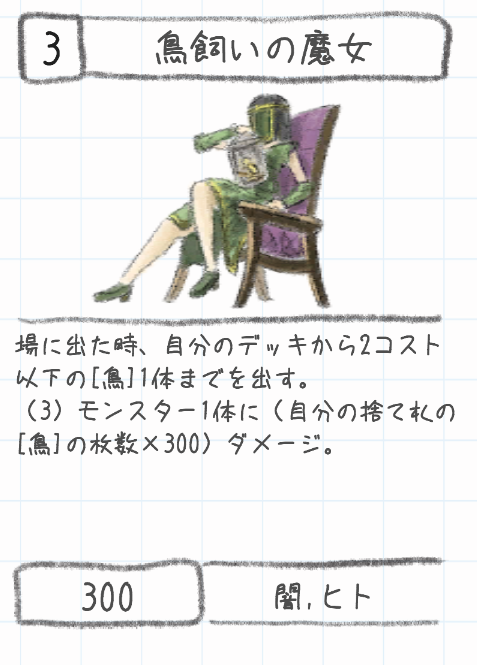 3
鳥飼いの魔女
場に出た時、自分のデッキから2コスト
以下の[鳥]1体までを出す。
（3）モンスター1体に（自分の捨て札の
[鳥]の枚数×300）ダメージ。
300
闇,ヒト